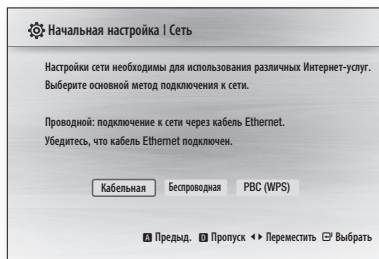 Начальная настройка | Сеть
Настройки сети необходимы для использования различных Интернет-услуг.
Выберите основной метод подключения к сети.
Проводной: подключение к сети через кабель Ethernet.
Убедитесь, что кабель Ethernet подключен.
Кабельная Беспроводная PBC (WPS)
A Предыд. D Пропуск Переместить Выбрать